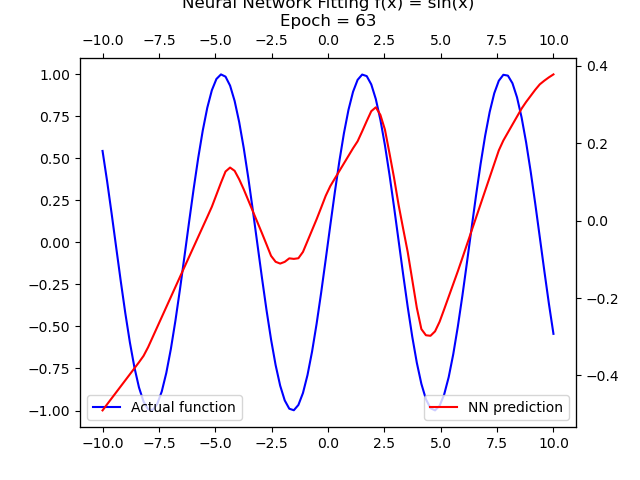 Neural Network Fitting f(x) = sin(x)
Epoch = 63
−10.0 −7.5 −5.0 −2.5 0.0 2.5 5.0 7.5 10.0
1.00
0.75
0.50
0.25
0.00
−0.25
−0.50
−0.75
−1.00
0.4
0.2
0.0
−0.2
−0.4
Actual function
NN prediction
−10.0 −7.5 −5.0 −2.5 0.0 2.5 5.0 7.5 10.0